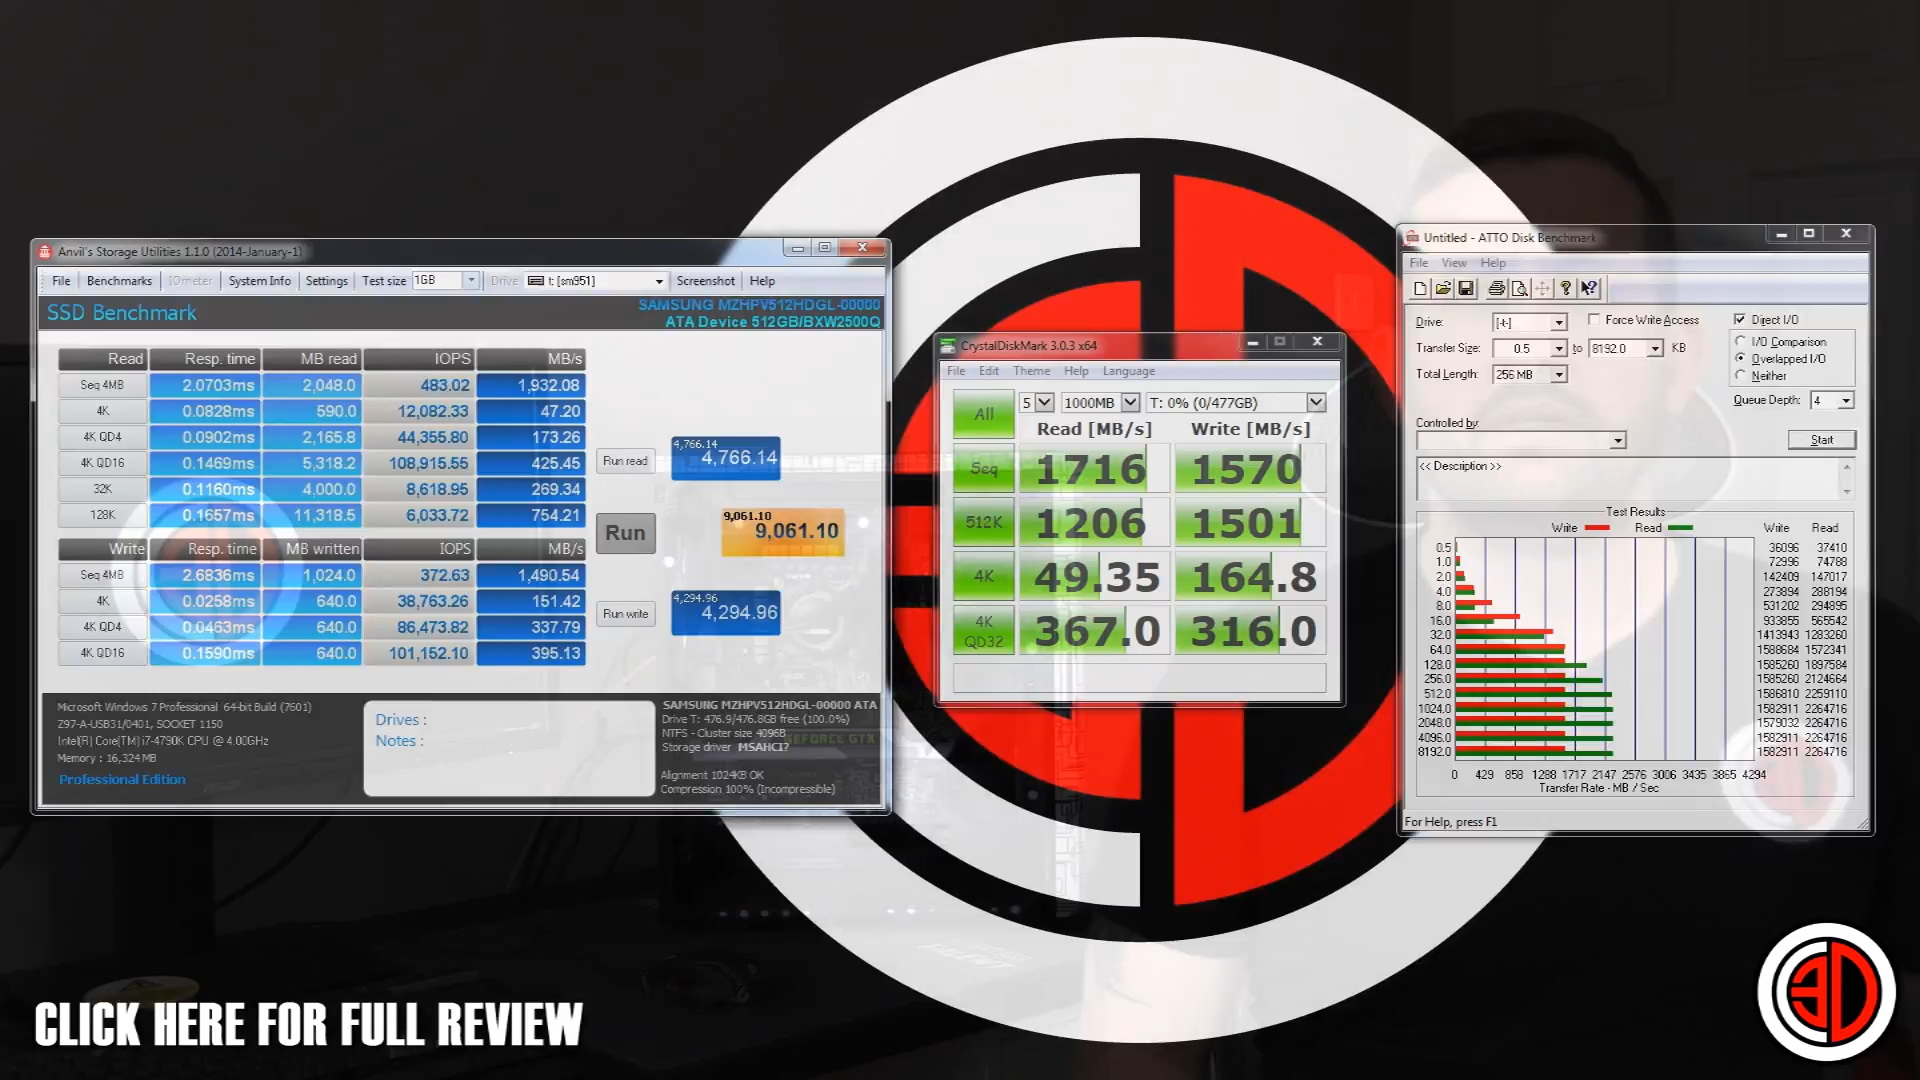 Anvil's Storage Utilities 1.1.0 (2014-January-1)
File Benchmarks IOmeter System Info Settings Test size 1GB Drive t: [sm951] Screenshot Help
SSD Benchmark
SAMSUNG MZHPV512HDGL-00000
ATA Device 512GB/BXW2500Q
Read Resp. time MB read IOPS MB/s
Seq 4MB 2.0703ms 2,048.0 483.02 1,932.08
4K 0.0828ms 590.0 12,082.33 47.20
4K QD4 0.0902ms 2,165.8 44,355.80 173.26
4K QD16 0.1469ms 5,318.2 108,915.55 425.45
32K 0.1160ms 4,000.0 8,618.95 269.34
128K 0.1657ms 11,318.5 6,033.72 754.21
Run read
4,766.14
4,766.14
Run
9,061.10
9,061.10
Write Resp. time MB written IOPS MB/s
Seq 4MB 2.6836ms 1,024.0 372.63 1,490.54
4K 0.0258ms 640.0 38,763.26 151.42
4K QD4 0.0463ms 640.0 86,473.82 337.79
4K QD16 0.1590ms 640.0 101,152.10 395.13
Run write
4,294.96
4,294.96
Microsoft Windows 7 Professional 64-bit Build (7601)
Z97-A-USB31/0401, SOCKET 1150
Intel(R) Core(TM) i7-4790K CPU @ 4.00GHz
Memory : 16,324 MB
Professional Edition
Drives :
Notes :
SAMSUNG MZHPV512HDGL-00000 ATA
Drive T: 476.9/476.8GB free (100.0%)
NTFS - Cluster size 4096B
Storage driver MSAHCI?
Alignment 1024KB OK
Compression 100% (Incompressible)
GEFORCE GTX
CrystalDiskMark 3.0.3 x64
File Edit Theme Help Language
All 5 1000MB T: 0% (0/477GB)
Read [MB/s] Write [MB/s]
Seq 1716 1570
512K 1206 1501
4K 49.35 164.8
4K QD32 367.0 316.0
Untitled - ATTO Disk Benchmark
File View Help
Drive: [-t-] Force Write Access Direct I/O
I/O Comparison
Transfer Size: 0.5 to 8192.0 KB
Overlapped I/O
Total Length: 256 MB
Neither
Queue Depth: 4
Controlled by:
Start
<< Description >>
Test Results
Write Read Write Read
0.5 36096 37410
1.0 72996 74788
2.0 142409 147017
4.0 273894 288194
8.0 531202 294895
16.0 933855 565542
32.0 1413943 1283260
64.0 1588684 1572341
128.0 1585260 1897584
256.0 1585260 2124664
512.0 1586810 2259110
1024.0 1582911 2264716
2048.0 1579032 2264716
4096.0 1582911 2264716
8192.0 1582911 2264716
0 429 858 1288 1717 2147 2576 3006 3435 3865 4294
Transfer Rate - MB / Sec
For Help, press F1
CLICK HERE FOR FULL REVIEW